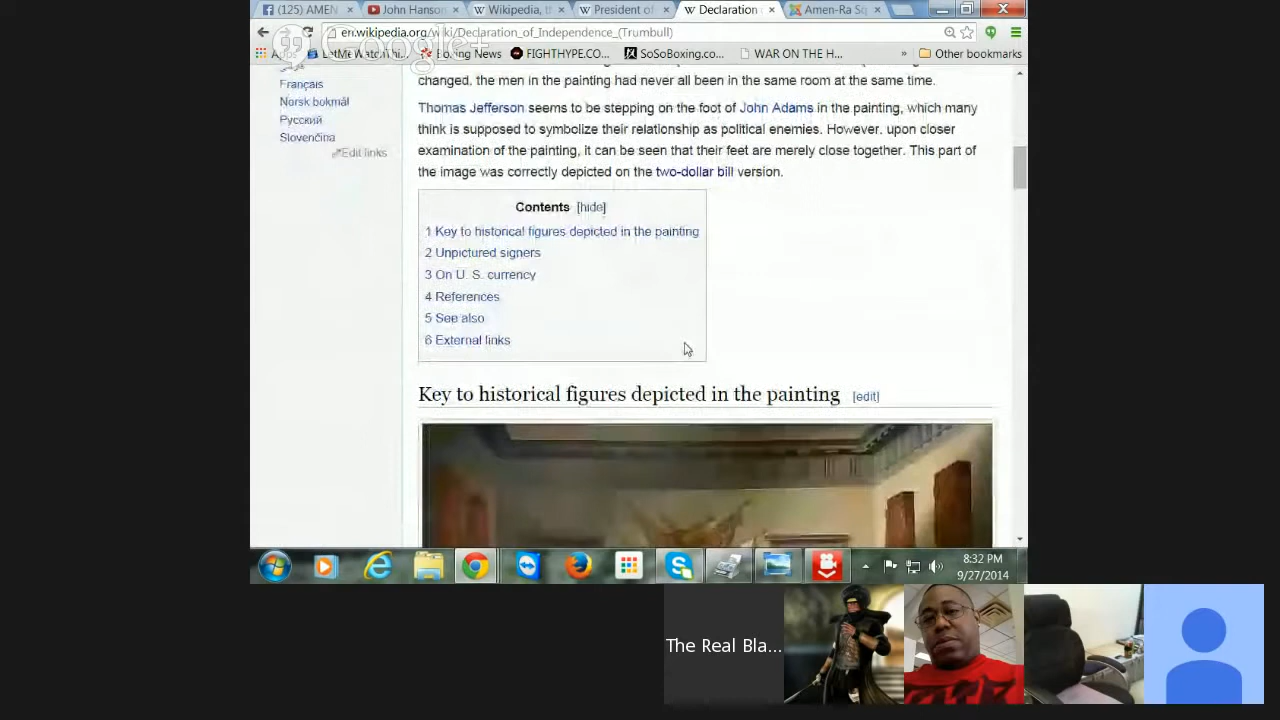 (125) AMEN
John Hanson
Wikipedia, th
President of
Declaration
Amen-Ra Sq
en.wikipedia.org/wiki/Declaration_of_Independence_(Trumbull)
Google+
FIGHTHYPE.CO...
SoSoBoxing.co...
WAR ON THE H...
»
Other bookmarks
Français
Norsk bokmål
Русский
Slovenčina
Edit links
changed, the men in the painting had never all been in the same room at the same time.
Thomas Jefferson seems to be stepping on the foot of John Adams in the painting, which many
think is supposed to symbolize their relationship as political enemies. However, upon closer
examination of the painting, it can be seen that their feet are merely close together. This part of
the image was correctly depicted on the two-dollar bill version.
Contents [hide]
1 Key to historical figures depicted in the painting
2 Unpictured signers
3 On U. S. currency
4 References
5 See also
6 External links
Key to historical figures depicted in the painting [edit]
8:32 PM
9/27/2014
The Real Bla...